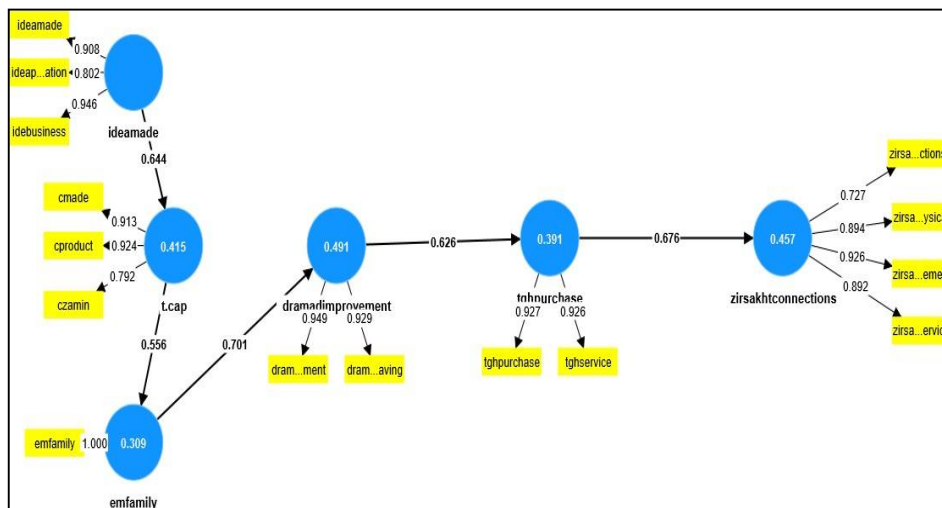 ideamade
0.908
ideap...ation
0.802
0.946
idebusiness
ideamade
0.644
cmade
0.913
cproduct
0.924
0.415
0.792
czamin
t.cap
0.556
emfamily
1.000
0.309
emfamily
0.701
0.491
dramadimprovement
0.949
0.929
dram...ment
dram...aving
0.626
0.391
tghpurchase
0.927
0.926
tghpurchase
tghservice
0.676
0.457
zirsakhtconnections
zirsa...ctions
0.727
zirsa...ysica
0.894
0.926
zirsa...eme
0.892
zirsa...ervic